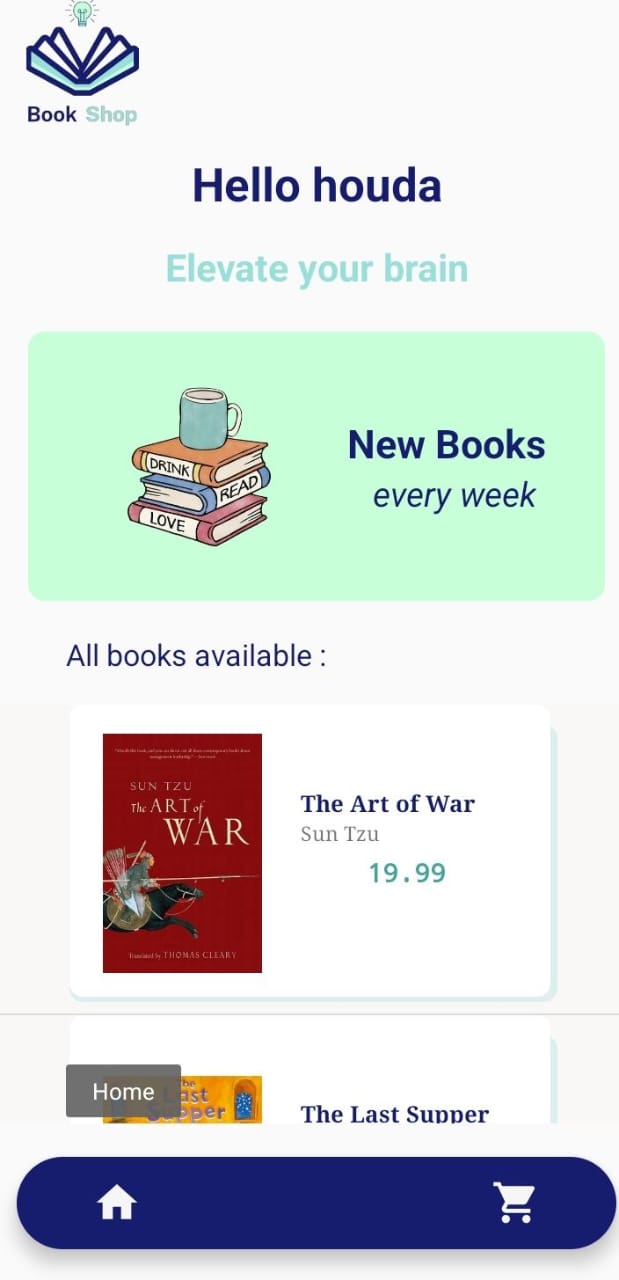 Book Shop
Hello houda
Elevate your brain
New Books
every week
DRINK
READ
LOVE
All books available :
SUN TZU
The ART of
WAR
Translated by THOMAS CLEARY
The Art of War
Sun Tzu
19.99
Home
The
Last
Supper
The Last Supper